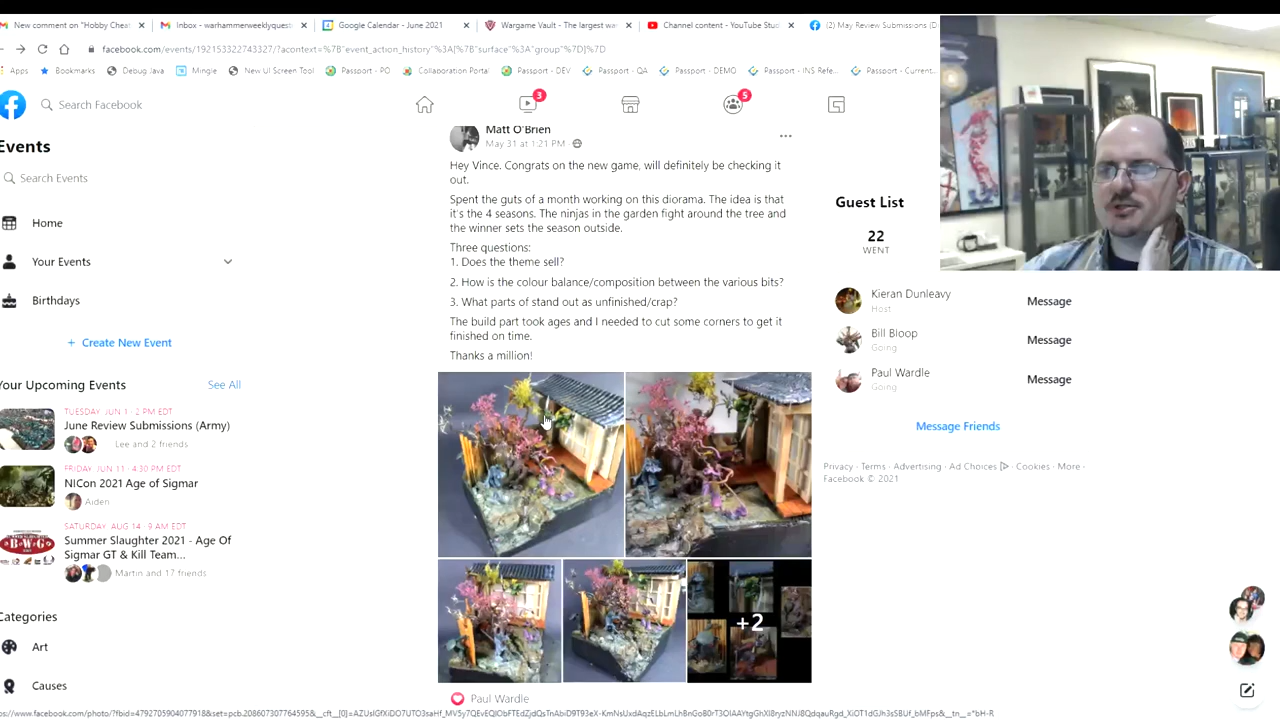 New comment on "Hobby Cheat
Inbox - warhammerweeklyquest
Google Calendar - June 2021
Wargame Vault - The largest wa
Channel content - YouTube Stu
(2) May Review Submissions (D
facebook.com/events/192153322743327/?acontext=%7B"event_action_history"%3A[%7B"surface"%3A"group"%7D]%7D
Apps
Bookmarks
Debug Java
Mingle
New UI Screen Tool
Passport - PO
Collaboration Portal
Passport - DEV
Passport - QA
Passport - DEMO
Passport - INS Refe...
Passport - Current...
Search Facebook
3
5
Events
Search Events
Home
Your Events
Birthdays
+ Create New Event
Your Upcoming Events
See All
TUESDAY, JUN 1 · 2 PM EDT
June Review Submissions (Army)
Lee and 2 friends
FRIDAY, JUN 11 · 4:30 PM EDT
NICon 2021 Age of Sigmar
Aiden
SATURDAY, AUG 14 · 9 AM EDT
Summer Slaughter 2021 - Age Of
Sigmar GT & Kill Team...
Martin and 17 friends
Categories
Art
Causes
Matt O'Brien
May 31 at 1:21 PM ·
Hey Vince. Congrats on the new game, will definitely be checking it
out.
Spent the guts of a month working on this diorama. The idea is that
it's the 4 seasons. The ninjas in the garden fight around the tree and
the winner sets the season outside.
Three questions:
1. Does the theme sell?
2. How is the colour balance/composition between the various bits?
3. What parts of stand out as unfinished/crap?
The build part took ages and I needed to cut some corners to get it
finished on time.
Thanks a million!
+2
Paul Wardle
Guest List
22
WENT
Kieran Dunleavy
Host
Message
Bill Bloop
Going
Message
Paul Wardle
Going
Message
Message Friends
Privacy · Terms · Advertising · Ad Choices · Cookies · More ·
Facebook © 2021